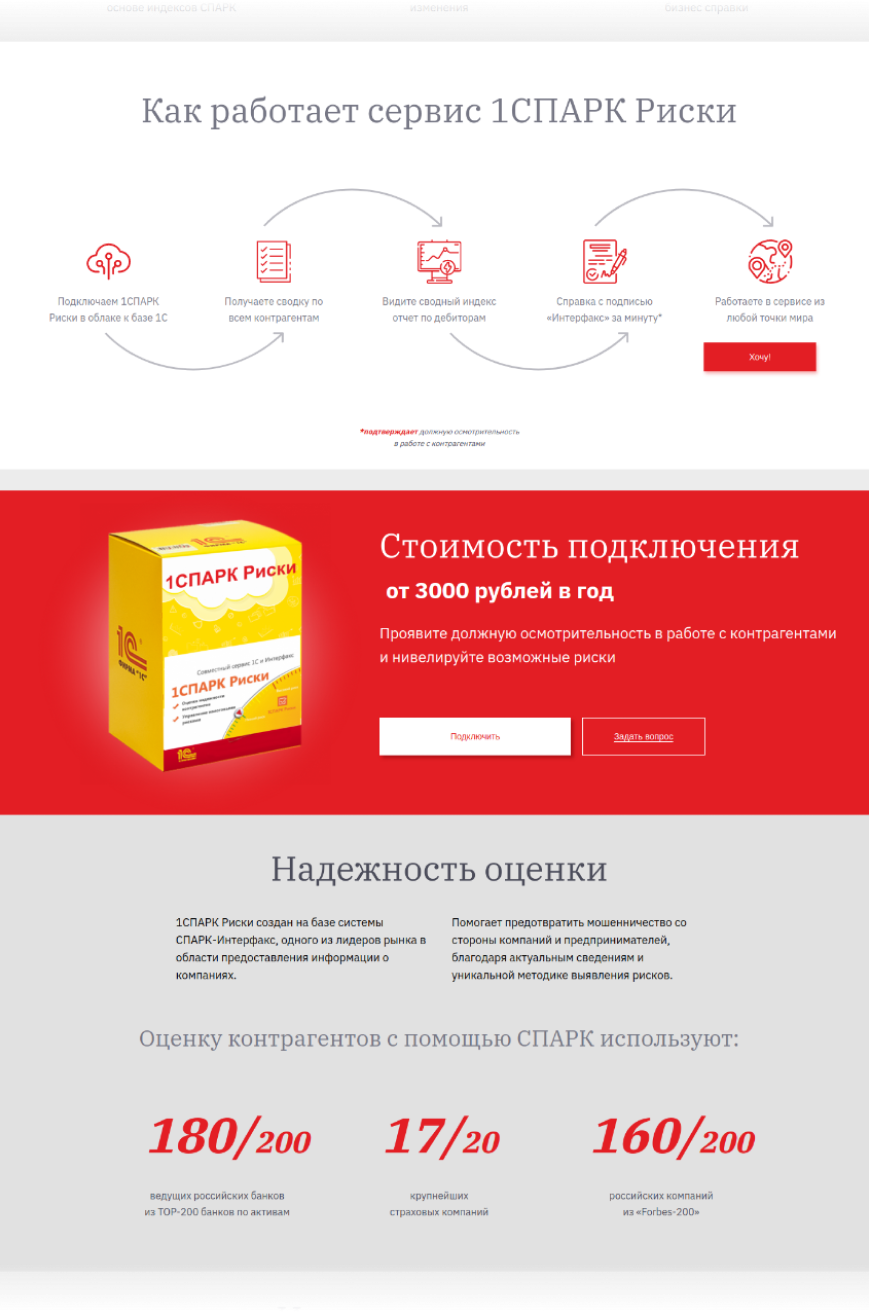 основе индексов СПАРК
изменения
бизнес справки
Как работает сервис 1СПАРК Риски
Подключаем 1СПАРК
Риски в облаке к базе 1С
Получаете сводку по
всем контрагентам
Видите сводный индекс
отчет по дебиторам
Справка с подписью
«Интерфакс» за минуту*
Работаете в сервисе из
любой точки мира
Хочу!
*подтверждает должную осмотрительность
в работе с контрагентами
1СПАРК Риски
ФИРМА "1С"
Совместный сервис 1С и Интерфакс
1СПАРК Риски
Стоимость подключения
от 3000 рублей в год
Проявите должную осмотрительность в работе с контрагентами
и нивелируйте возможные риски
Подключить
Задать вопрос
Надежность оценки
1СПАРК Риски создан на базе системы
СПАРК-Интерфакс, одного из лидеров рынка в
области предоставления информации о
компаниях.
Помогает предотвратить мошенничество со
стороны компаний и предпринимателей,
благодаря актуальным сведениям и
уникальной методике выявления рисков.
Оценку контрагентов с помощью СПАРК используют:
180/200
17/20
160/200
ведущих российских банков
из TOP-200 банков по активам
крупнейших
страховых компаний
российских компаний
из «Forbes-200»